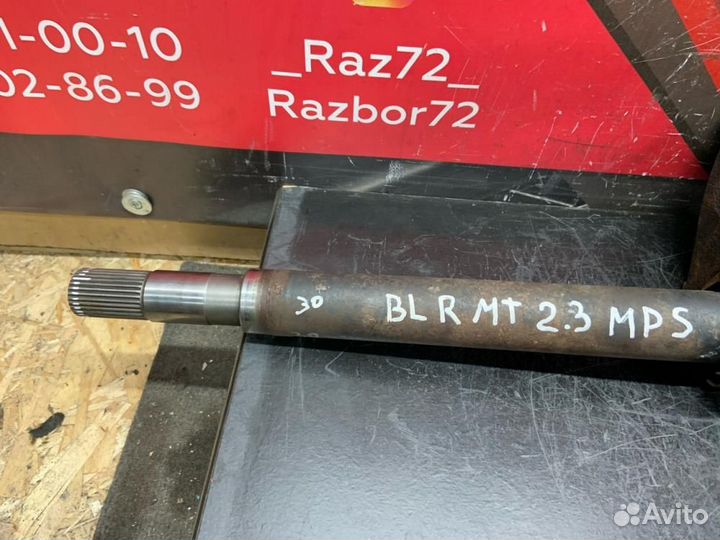 1-00-10
02-86-99
_Raz72_
Razbor72
30 BL R MT 2.3 MPS
Avito